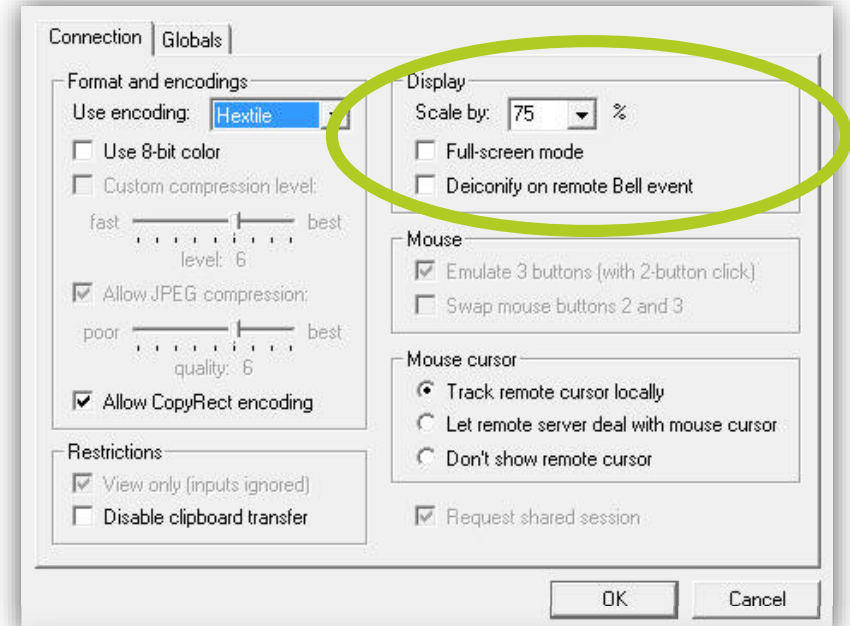 Connection
Globals
Format and encodings
Use encoding: Hextile
Use 8-bit color
Custom compression level:
fast best
level: 6
Allow JPEG compression:
poor best
quality: 6
Allow CopyRect encoding
Restrictions
View only (inputs ignored)
Disable clipboard transfer
Display
Scale by: 75 %
Full-screen mode
Deiconify on remote Bell event
Mouse
Emulate 3 buttons (with 2-button click)
Swap mouse buttons 2 and 3
Mouse cursor
Track remote cursor locally
Let remote server deal with mouse cursor
Don't show remote cursor
Request shared session
OK
Cancel